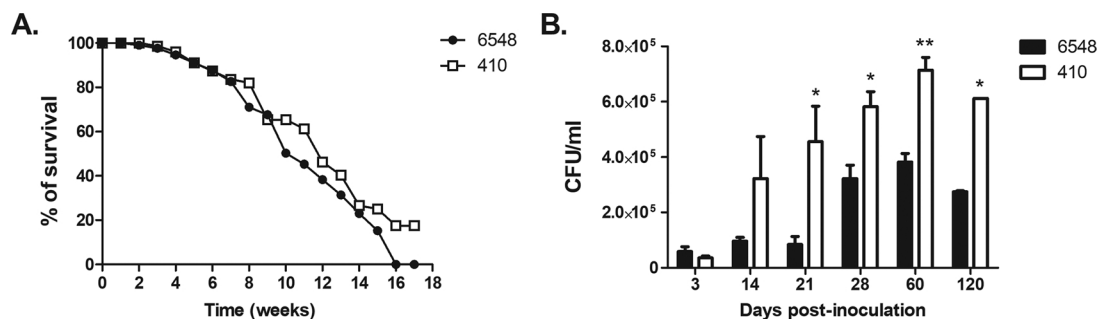 A.
% of survival
100
80
60
40
20
0
0 2 4 6 8 10 12 14 16 18
Time (weeks)
6548
410
B.
CFU/ml
8.0×10⁵
6.0×10⁵
4.0×10⁵
2.0×10⁵
0
* * ** *
3 14 21 28 60 120
Days post-inoculation
6548
410